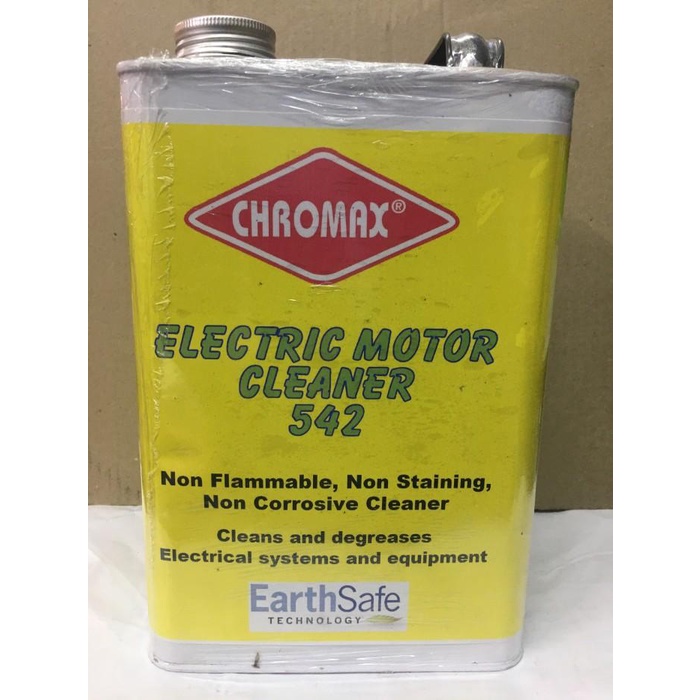 CHROMAX®
ELECTRIC MOTOR
CLEANER
542
Non Flammable, Non Staining,
Non Corrosive Cleaner
Cleans and degreases
Electrical systems and equipment
EarthSafe
TECHNOLOGY